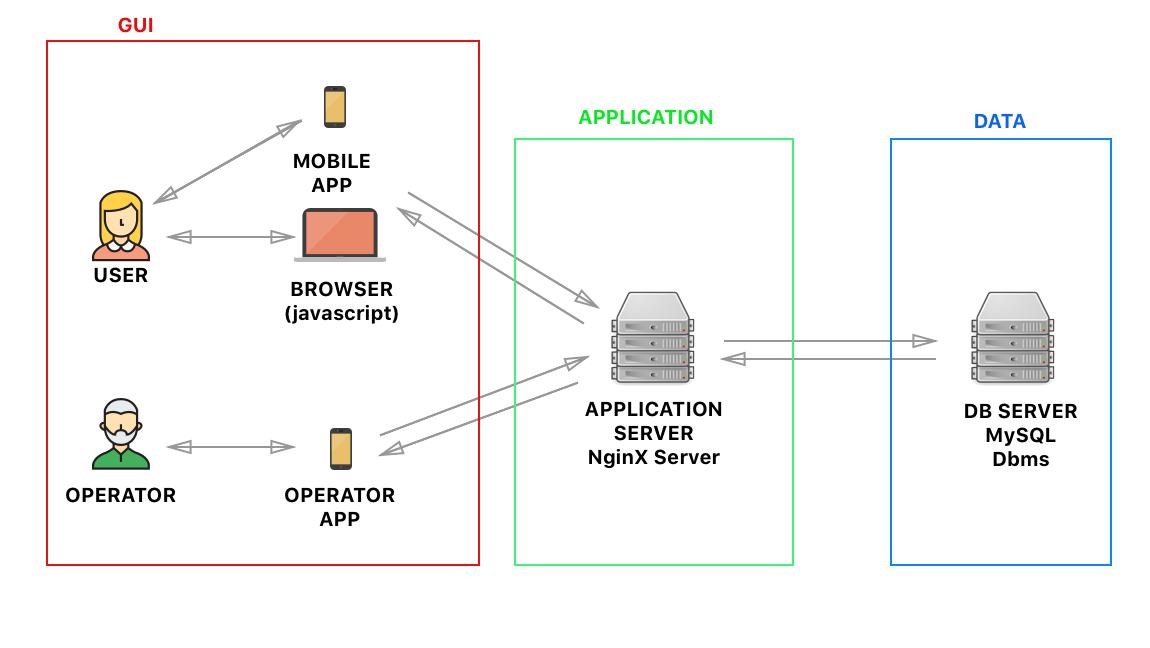 GUI
MOBILE
APP
USER
BROWSER
(javascript)
OPERATOR
OPERATOR
APP
APPLICATION
APPLICATION
SERVER
NginX Server
DATA
DB SERVER
MySQL
Dbms